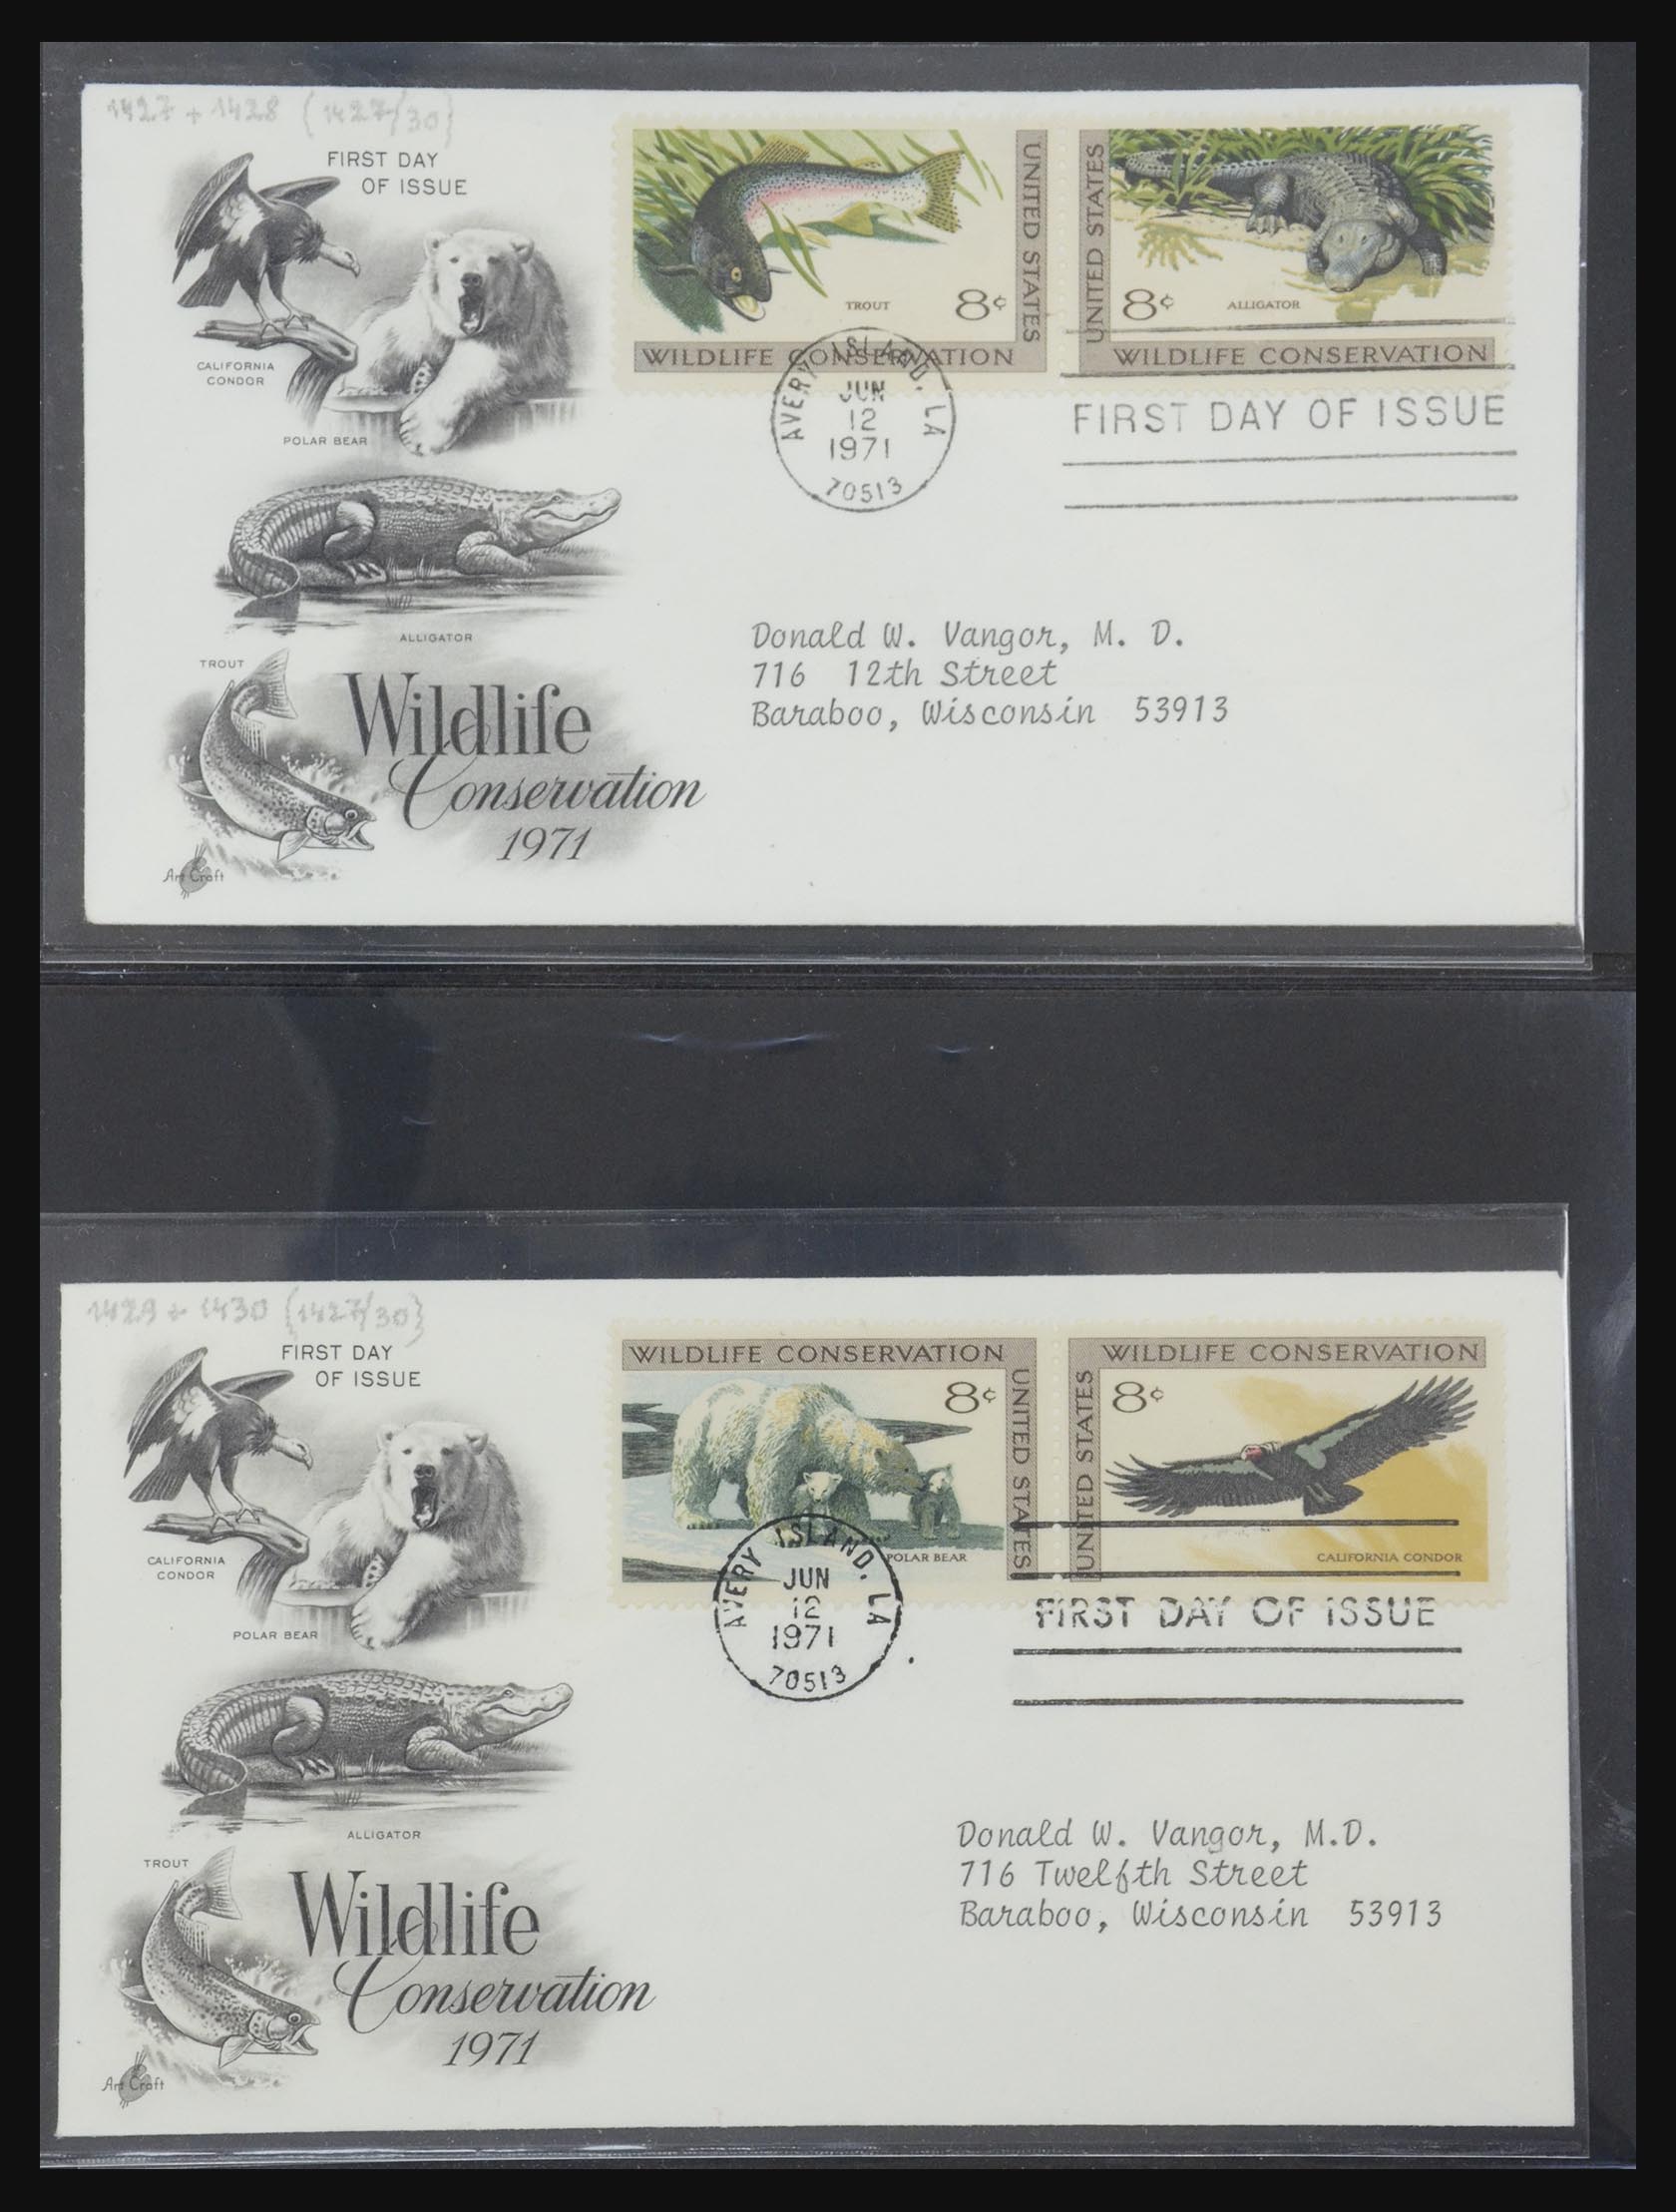 1427 + 1428 (1427/30)
FIRST DAY
OF ISSUE
CALIFORNIA
CONDOR
POLAR BEAR
ALLIGATOR
TROUT
Wildlife
Conservation
1971
Art Craft
UNITED STATES
TROUT
8¢
WILDLIFE CONSERVATION
UNITED STATES
8¢
ALLIGATOR
WILDLIFE CONSERVATION
AVERY ISLAND, LA
JUN
12
1971
70513
FIRST DAY OF ISSUE
Donald W. Vangor, M. D.
716 12th Street
Baraboo, Wisconsin 53913
1429 + 1430 (1427/30)
FIRST DAY
OF ISSUE
CALIFORNIA
CONDOR
POLAR BEAR
ALLIGATOR
TROUT
Wildlife
Conservation
1971
Art Craft
WILDLIFE CONSERVATION
8¢
UNITED STATES
POLAR BEAR
WILDLIFE CONSERVATION
UNITED STATES
8¢
CALIFORNIA CONDOR
AVERY ISLAND, LA
JUN
12
1971
70513
FIRST DAY OF ISSUE
Donald W. Vangor, M.D.
716 Twelfth Street
Baraboo, Wisconsin 53913